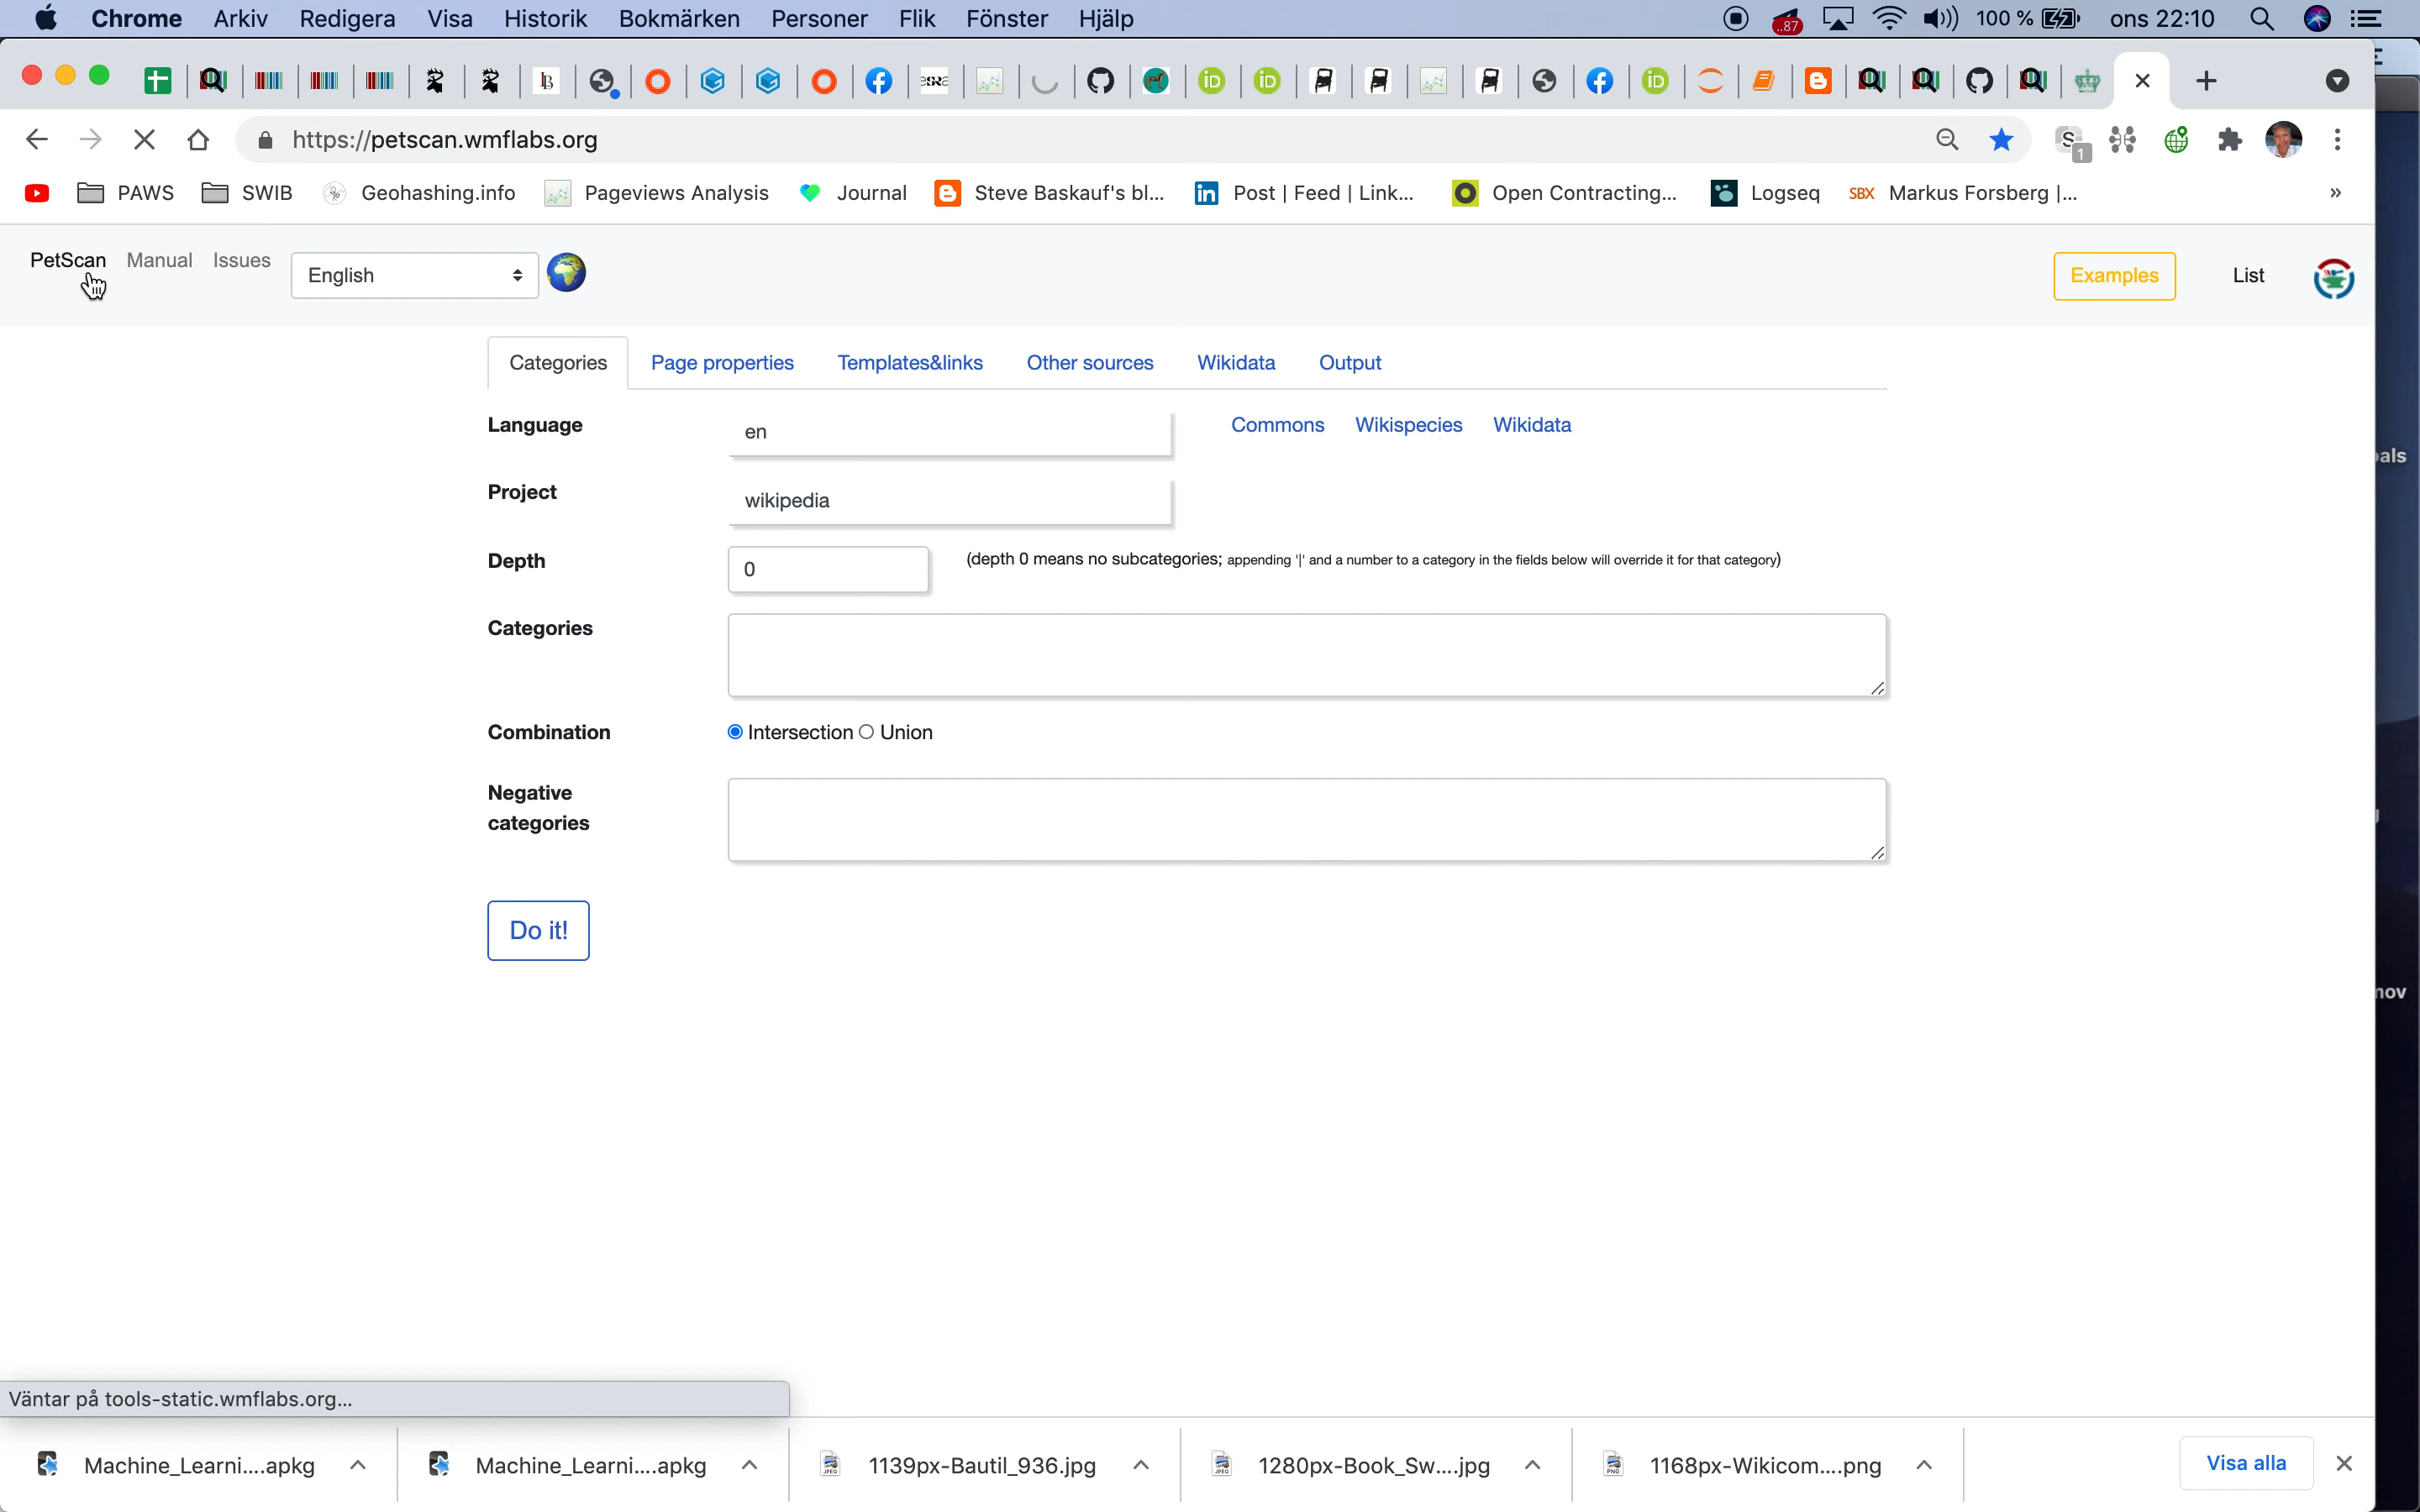 Chrome Arkiv Redigera Visa Historik Bokmärken Personer Flik Fönster Hjälp ..87 100 % ons 22:10
https://petscan.wmflabs.org
PAWS SWIB Geohashing.info Pageviews Analysis Journal Steve Baskauf's bl... Post | Feed | Link... Open Contracting... Logseq SBX Markus Forsberg |... »
PetScan Manual Issues English Examples List
Categories Page properties Templates&links Other sources Wikidata Output
Language en Commons Wikispecies Wikidata
Project wikipedia
Depth 0 (depth 0 means no subcategories; appending '|' and a number to a category in the fields below will override it for that category)
Categories
Combination Intersection Union
Negative
categories
Do it!
Väntar på tools-static.wmflabs.org...
Machine_Learni....apkg Machine_Learni....apkg 1139px-Bautil_936.jpg 1280px-Book_Sw....jpg 1168px-Wikicom....png Visa alla